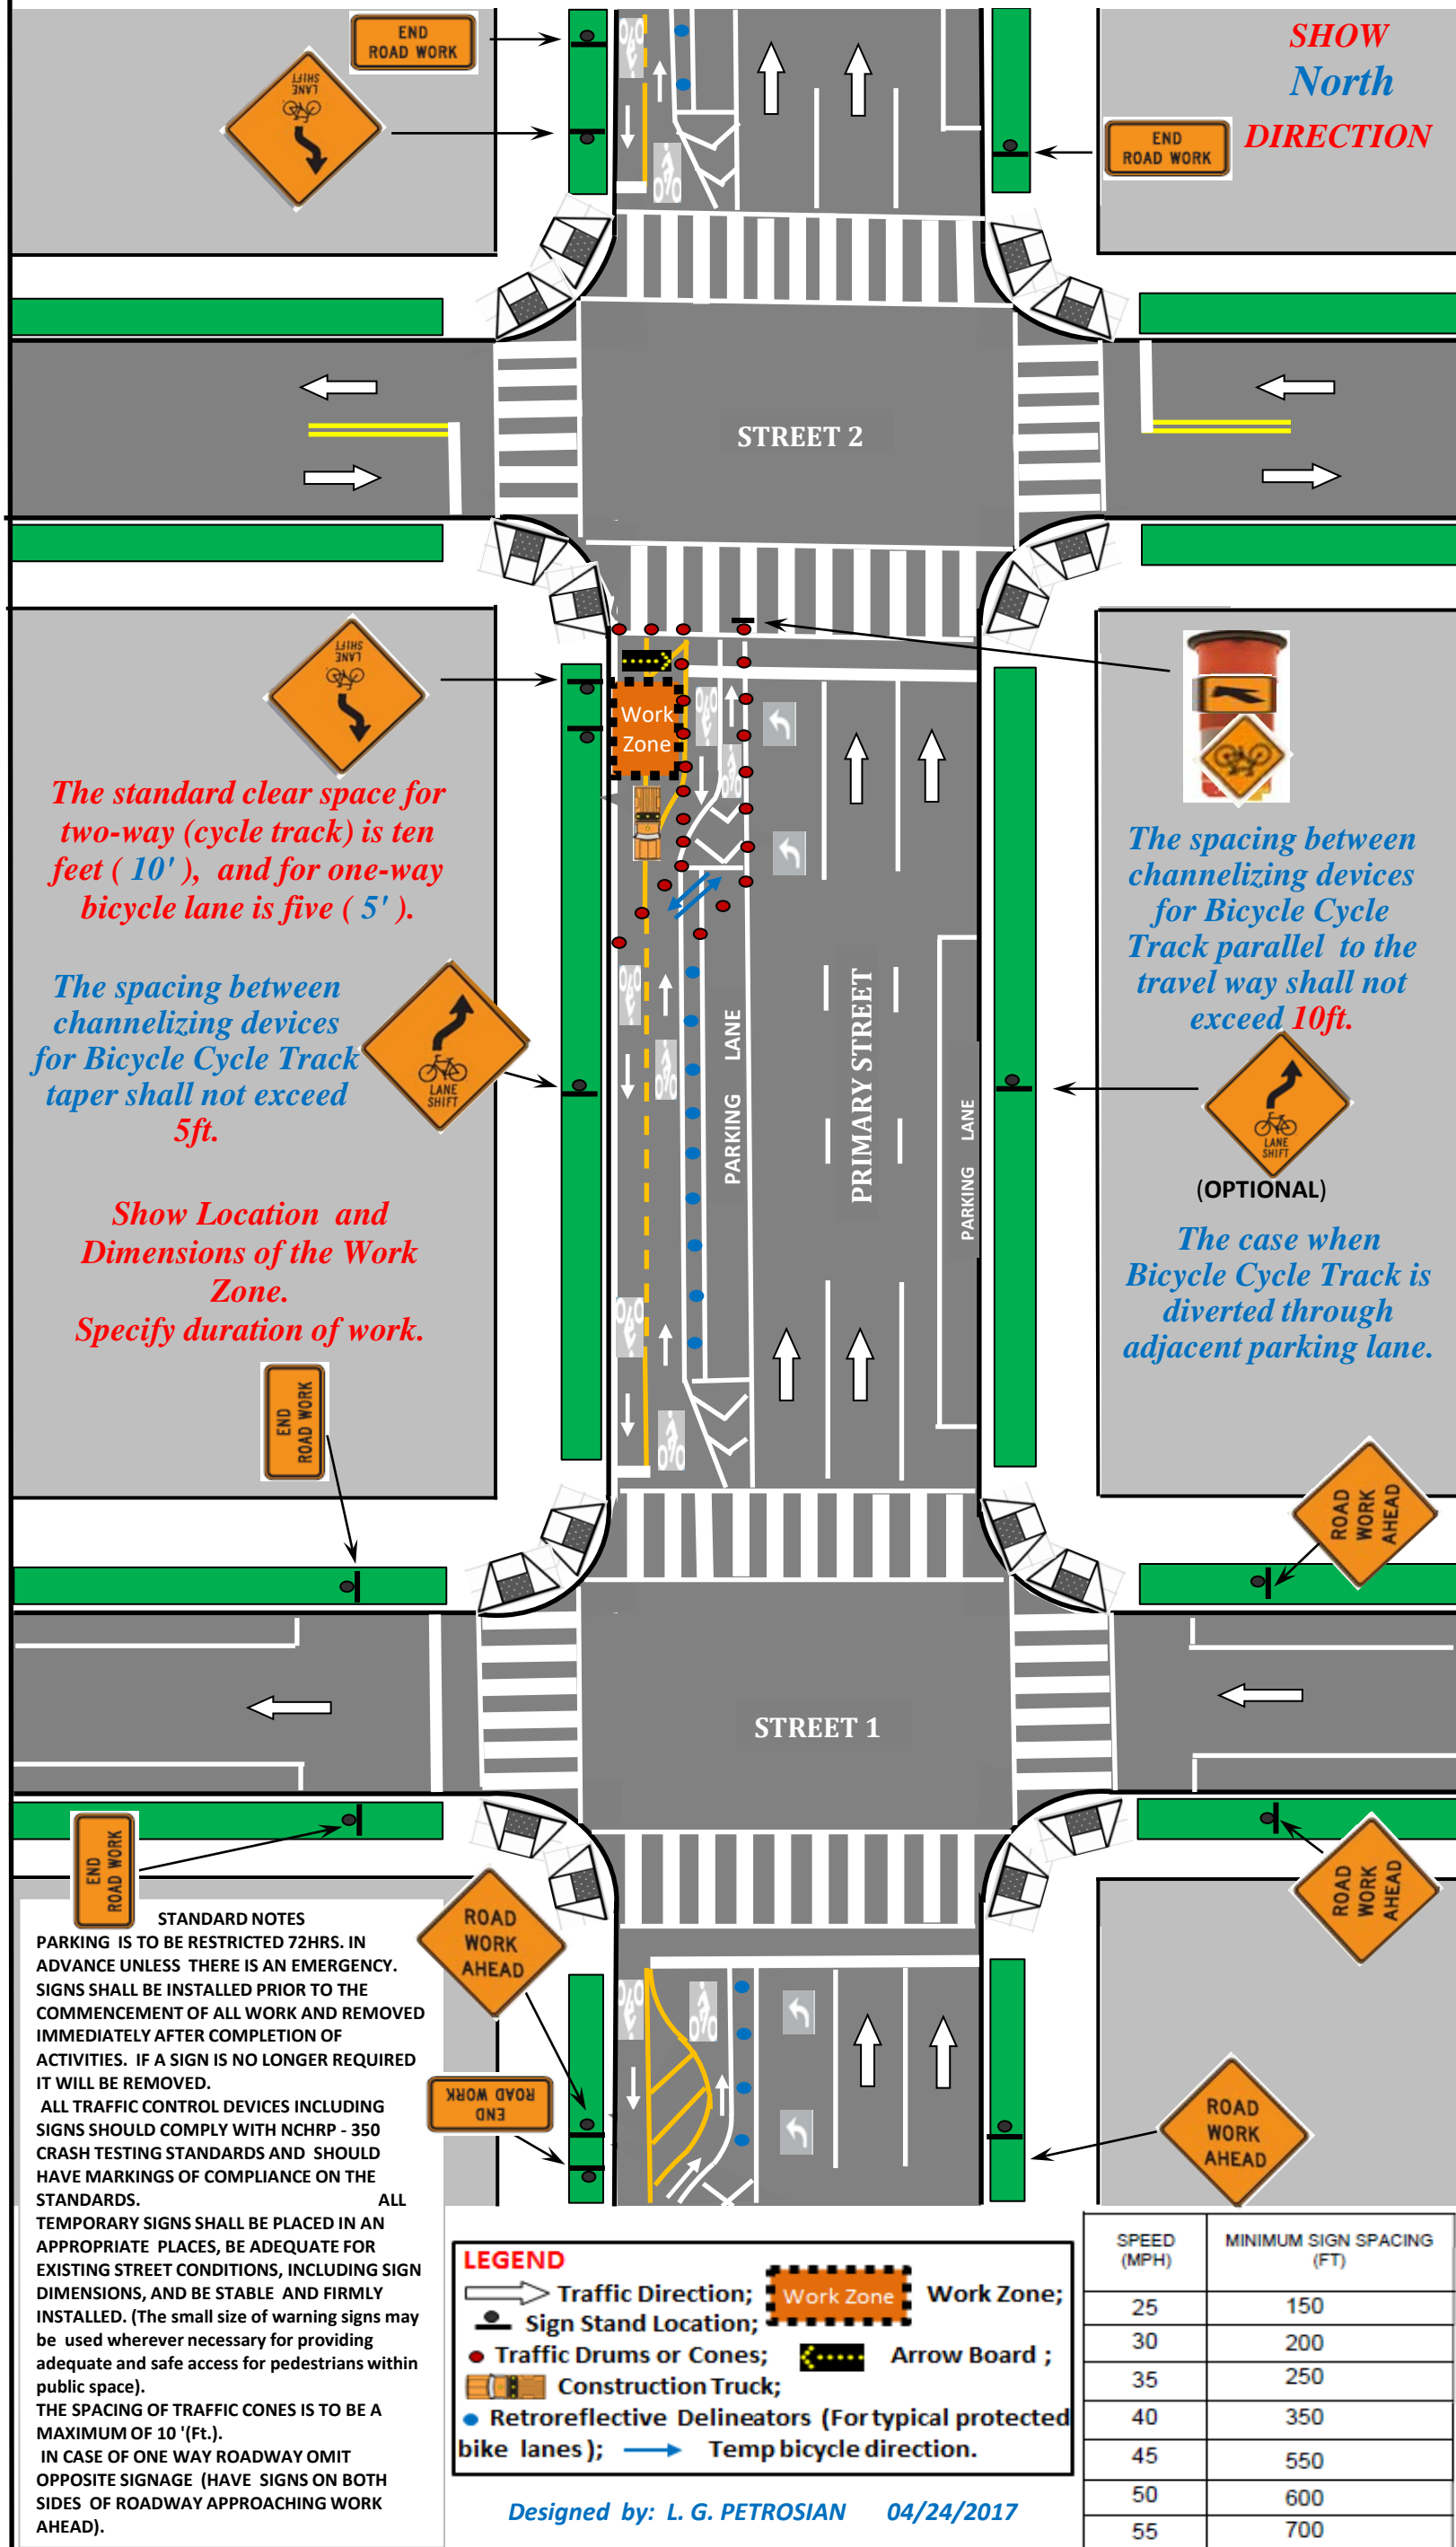 END
ROAD WORK
LANE
SHIFT
SHOW
North
DIRECTION
END
ROAD WORK
STREET 2
LANE
SHIFT
Work
Zone
The standard clear space for
two-way (cycle track) is ten
feet ( 10' ),  and for one-way
bicycle lane is five ( 5' ).
The spacing between
channelizing devices
for Bicycle Cycle
Track parallel  to the
travel way shall not
exceed 10ft.
The spacing between
channelizing devices
for Bicycle Cycle Track
taper shall not exceed
5ft.
LANE
SHIFT
PARKING LANE
PRIMARY STREET
PARKING LANE
LANE
SHIFT
(OPTIONAL)
Show Location  and
Dimensions of the Work
Zone.
Specify duration of work.
The case when
Bicycle Cycle Track is
diverted through
adjacent parking lane.
END
ROAD WORK
ROAD
WORK
AHEAD
STREET 1
END
ROAD WORK
ROAD
WORK
AHEAD
ROAD
WORK
AHEAD
END
ROAD WORK
ROAD
WORK
AHEAD
STANDARD NOTES
PARKING  IS TO BE RESTRICTED 72HRS. IN
ADVANCE UNLESS  THERE IS AN EMERGENCY.
SIGNS SHALL BE INSTALLED PRIOR TO THE
COMMENCEMENT OF ALL WORK AND REMOVED
IMMEDIATELY AFTER COMPLETION OF
ACTIVITIES.  IF A SIGN IS NO LONGER REQUIRED
IT WILL BE REMOVED.
ALL TRAFFIC CONTROL DEVICES INCLUDING
SIGNS SHOULD COMPLY WITH NCHRP - 350
CRASH TESTING STANDARDS AND  SHOULD
HAVE MARKINGS OF COMPLIANCE ON THE
STANDARDS. ALL
TEMPORARY SIGNS SHALL BE PLACED IN AN
APPROPRIATE  PLACES, BE ADEQUATE FOR
EXISTING STREET CONDITIONS, INCLUDING SIGN
DIMENSIONS, AND BE STABLE  AND FIRMLY
INSTALLED. (The small size of warning signs may
be  used wherever necessary for providing
adequate and safe access for pedestrians within
public space).
THE SPACING OF TRAFFIC CONES IS TO BE A
MAXIMUM OF 10 '(Ft.).
IN CASE OF ONE WAY ROADWAY OMIT
OPPOSITE SIGNAGE  (HAVE  SIGNS ON BOTH
SIDES  OF ROADWAY APPROACHING WORK
AHEAD).
LEGEND
Traffic Direction; Work Zone Work Zone;
Sign Stand Location;
Traffic Drums or Cones; Arrow Board ;
Construction Truck;
Retroreflective Delineators (For typical protected
bike lanes ); Temp bicycle direction.
Designed  by:  L. G. PETROSIAN 04/24/2017
SPEED (MPH) MINIMUM SIGN SPACING (FT)
25 150
30 200
35 250
40 350
45 550
50 600
55 700